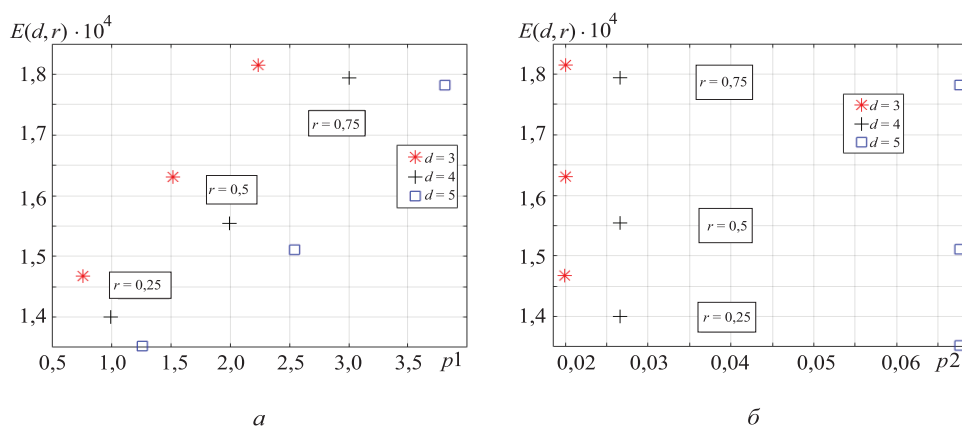 E(d,r) · 10⁴
1,8
1,7
1,6
1,5
1,4
0,5 1,0 1,5 2,0 2,5 3,0 3,5 p1
r = 0,75
r = 0,5
r = 0,25
d = 3
d = 4
d = 5
а
E(d,r) · 10⁴
1,8
1,7
1,6
1,5
1,4
0,02 0,03 0,04 0,05 0,06 p2
r = 0,75
r = 0,5
r = 0,25
d = 3
d = 4
d = 5
б